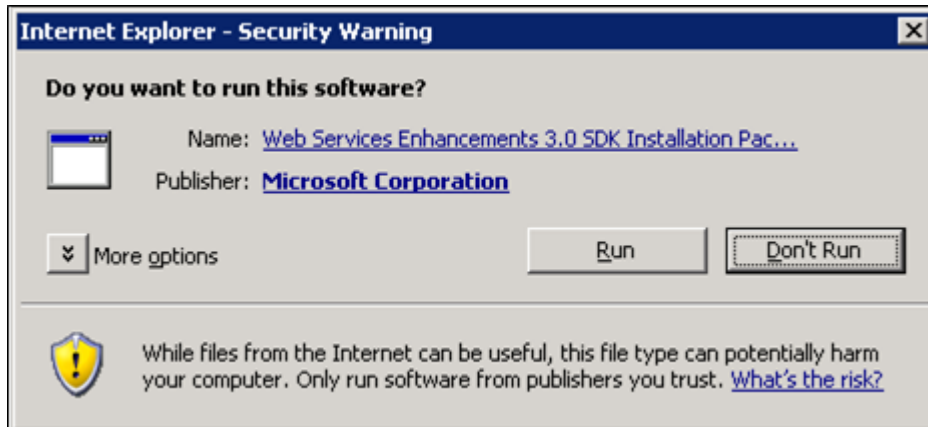 Internet Explorer - Security Warning
Do you want to run this software?
Name: Web Services Enhancements 3.0 SDK Installation Pac...
Publisher: Microsoft Corporation
More options Run Don't Run
While files from the Internet can be useful, this file type can potentially harm
your computer. Only run software from publishers you trust. What's the risk?